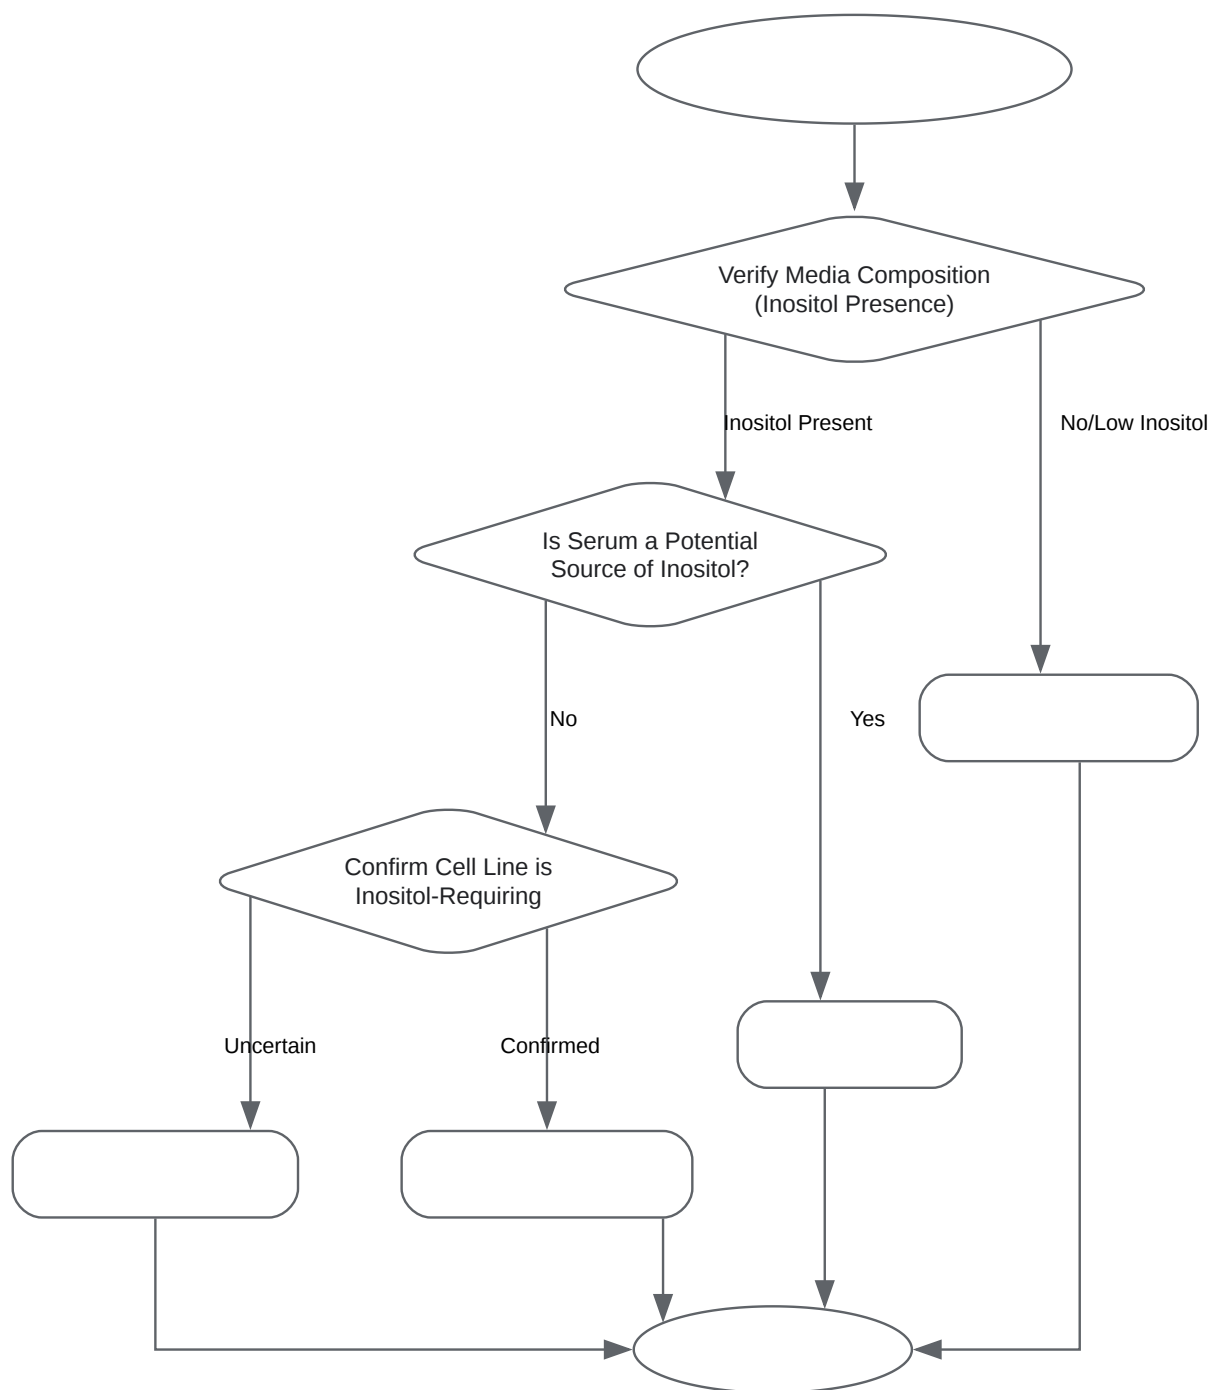 Verify Media Composition
(Inositol Presence)
Inositol Present
No/Low Inositol
Is Serum a Potential
Source of Inositol?
No
Yes
Confirm Cell Line is
Inositol-Requiring
Uncertain
Confirmed